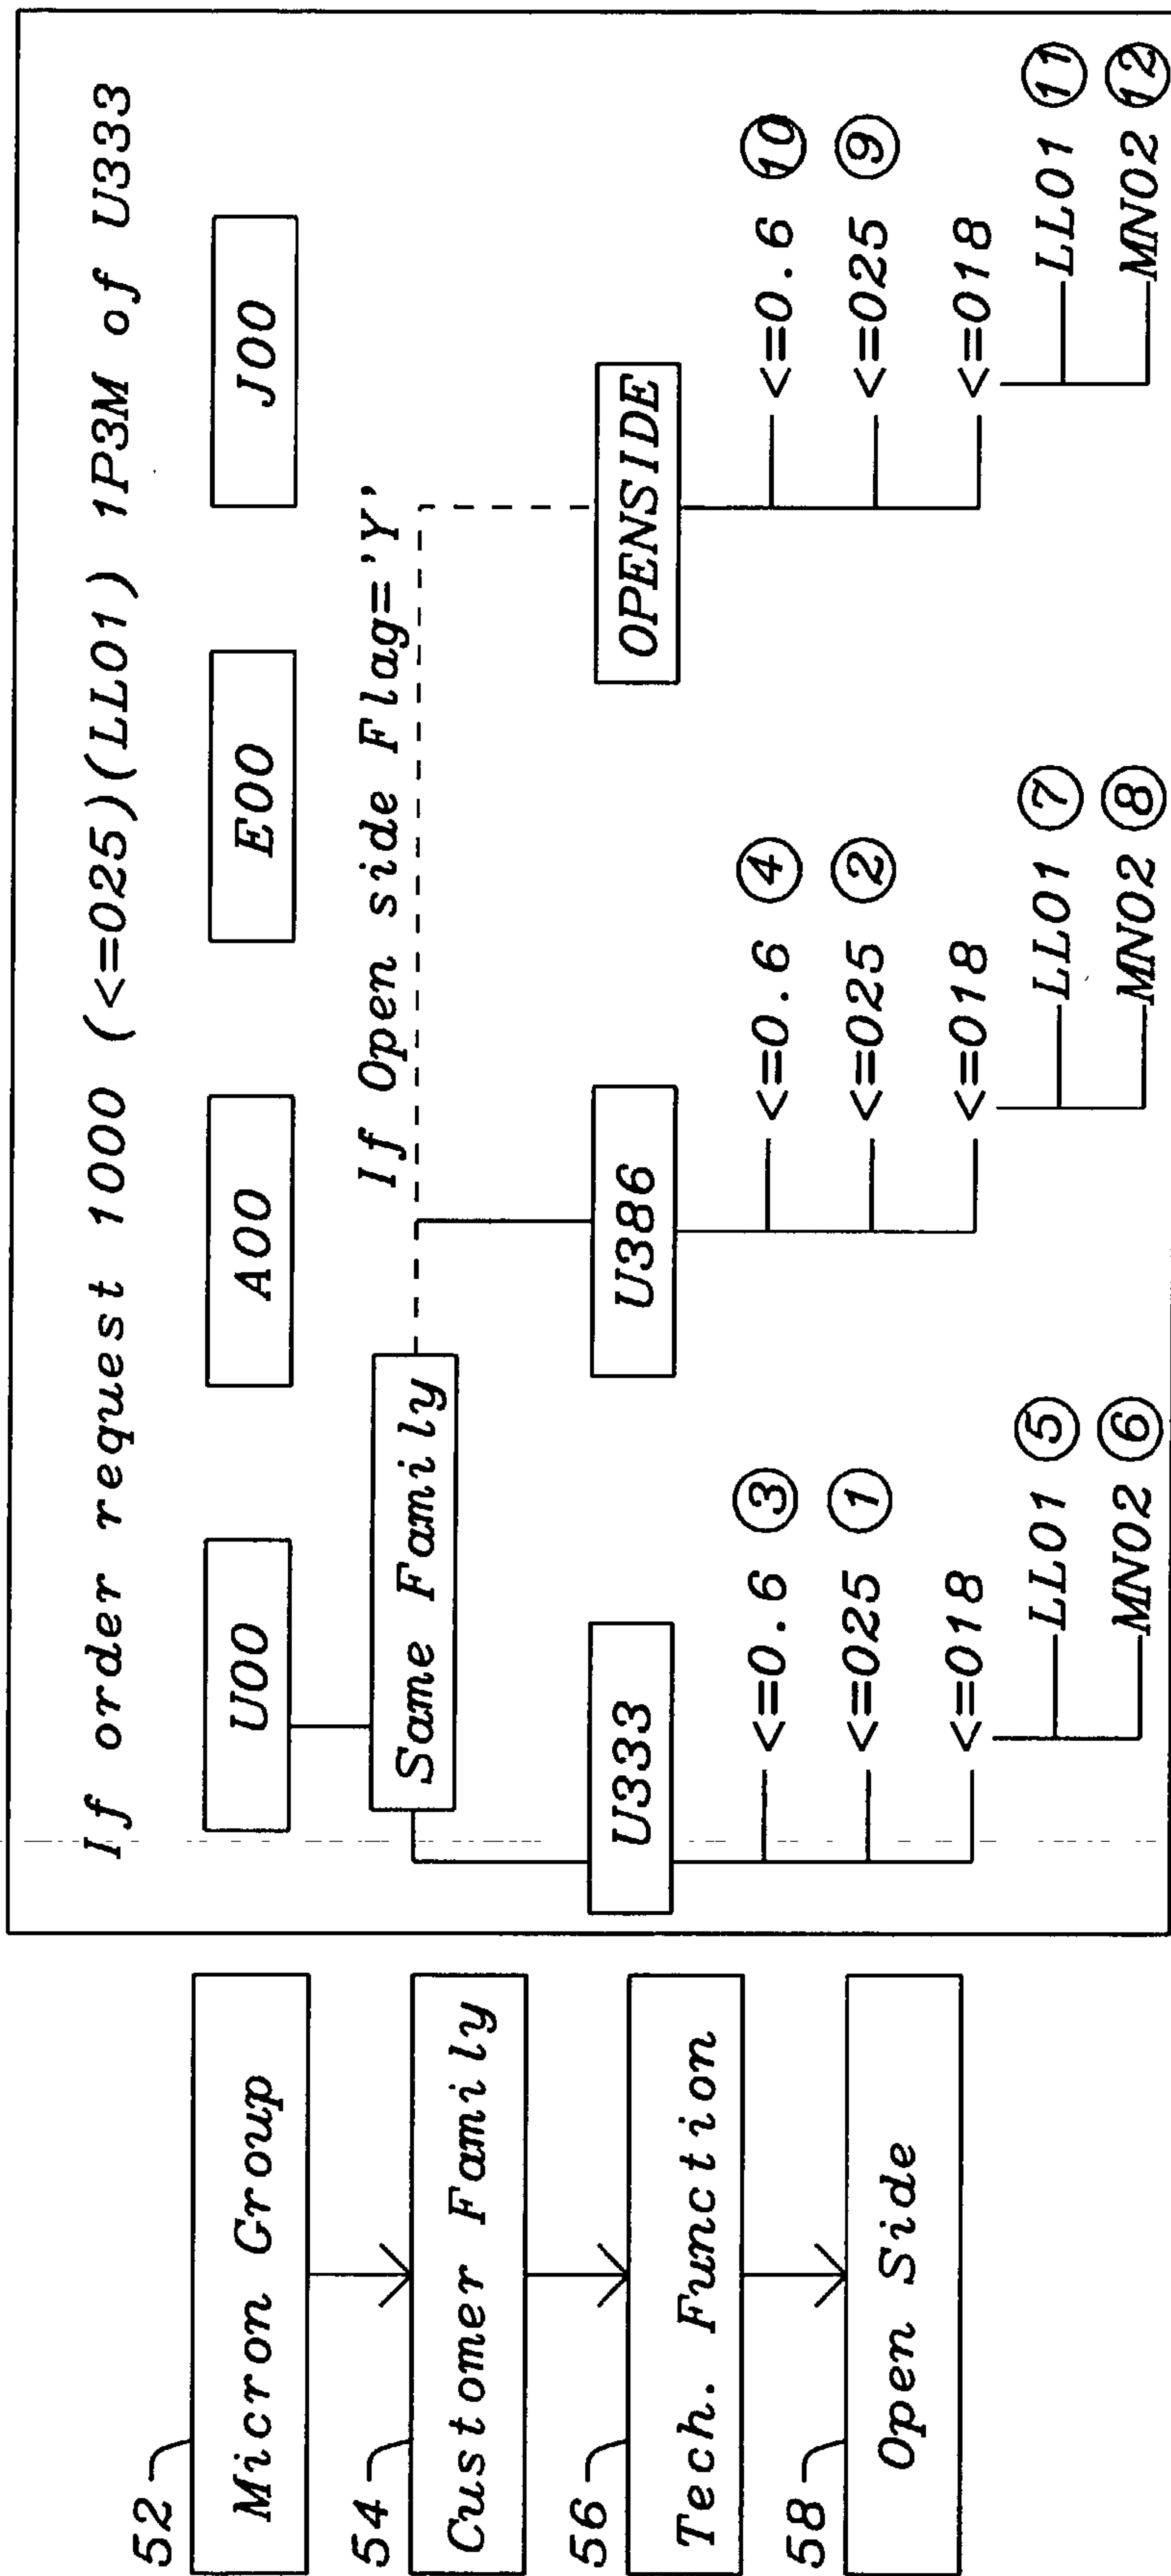 If order request 1000 (<=025)(LL01) 1P3M of U333
U00
A00
E00
J00
Same Family
If Open side Flag='Y'
U333
<=0.6 ③
<=025 ①
<=018
LL01 ⑤
MN02 ⑥
U386
<=0.6 ④
<=025 ②
<=018
LL01 ⑦
MN02 ⑧
OPENSIDE
<=0.6 ⑩
<=025 ⑨
<=018
LL01 ⑪
MN02 ⑫
52
Micron Group
54
Customer Family
56
Tech. Function
58
Open Side